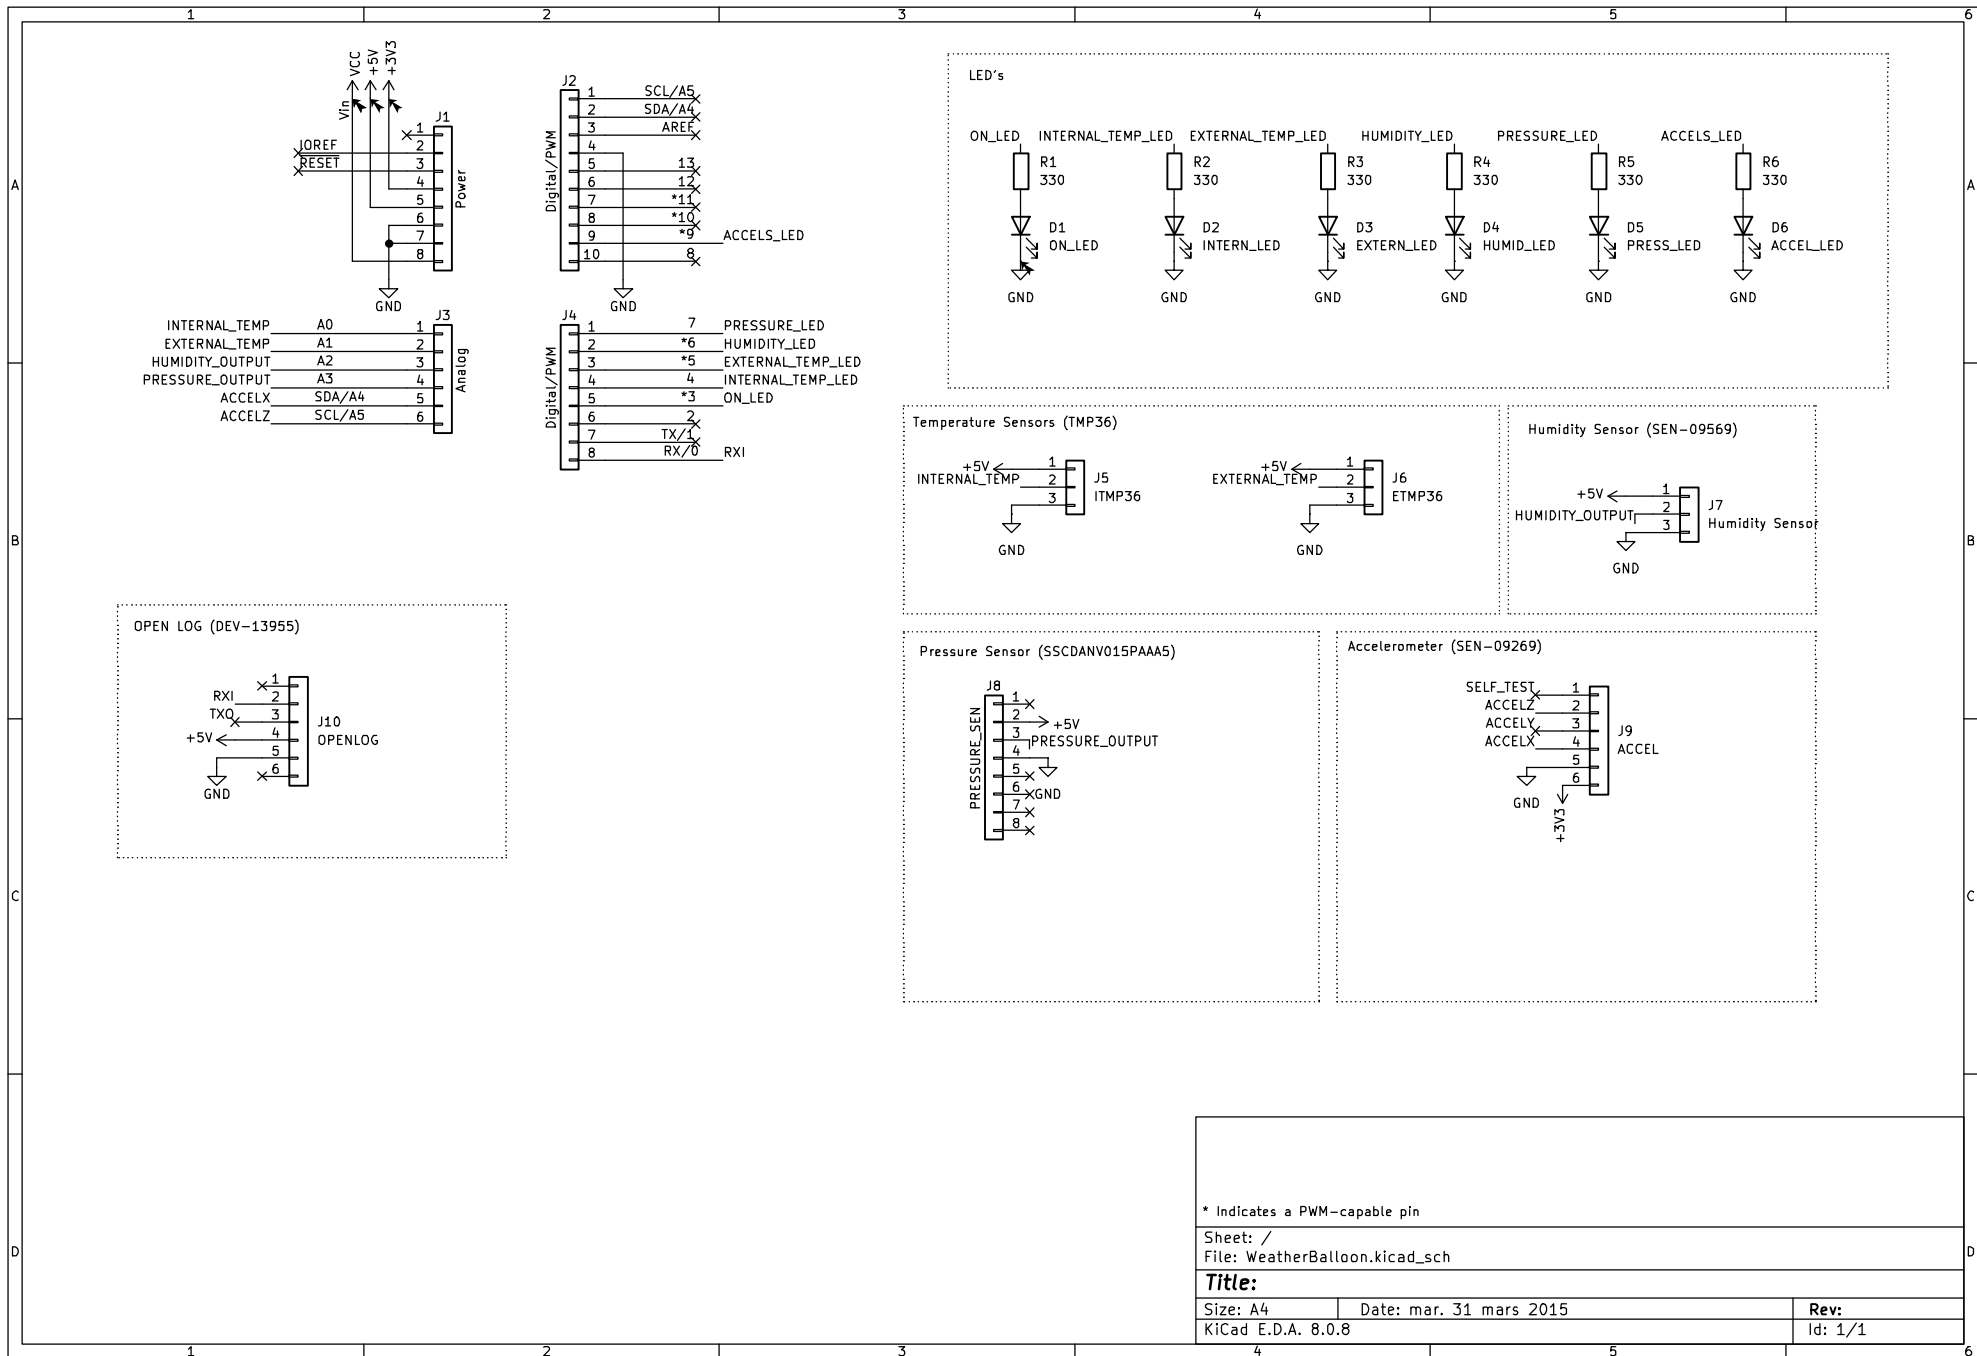 1 2 3 4 5 6
A
B
C
D
VCC
+5V
+3V3
Vin
J1
1
IOREF 2
RESET 3
4
5
6
7
8
Power
GND
J2
Digital/PWM
1 SCL/A5
2 SDA/A4
3 AREF
4
5 13
6 12
7 *11
8 *10
9 *9 ACCELS_LED
10 8
GND
J3
Analog
INTERNAL_TEMP A0 1
EXTERNAL_TEMP A1 2
HUMIDITY_OUTPUT A2 3
PRESSURE_OUTPUT A3 4
ACCELX SDA/A4 5
ACCELZ SCL/A5 6
J4
Digital/PWM
1 7 PRESSURE_LED
2 *6 HUMIDITY_LED
3 *5 EXTERNAL_TEMP_LED
4 4 INTERNAL_TEMP_LED
5 *3 ON_LED
6 2
7 TX/1
8 RX/0 RXI
LED's
ON_LED INTERNAL_TEMP_LED EXTERNAL_TEMP_LED HUMIDITY_LED PRESSURE_LED ACCELS_LED
R1 R2 R3 R4 R5 R6
330 330 330 330 330 330
D1 D2 D3 D4 D5 D6
ON_LED INTERN_LED EXTERN_LED HUMID_LED PRESS_LED ACCEL_LED
GND GND GND GND GND GND
Temperature Sensors (TMP36)
+5V 1
INTERNAL_TEMP 2
3
J5
ITMP36
GND
+5V 1
EXTERNAL_TEMP 2
3
J6
ETMP36
GND
Humidity Sensor (SEN-09569)
+5V 1
HUMIDITY_OUTPUT 2
3
J7
Humidity Sensor
GND
OPEN LOG (DEV-13955)
1
RXI 2
TXO 3
+5V 4
5
6
J10
OPENLOG
GND
Pressure Sensor (SSCDANV015PAAA5)
J8
PRESSURE_SEN
1
2 +5V
3 PRESSURE_OUTPUT
4
5
6 GND
7
8
Accelerometer (SEN-09269)
SELF_TEST 1
ACCELZ 2
ACCELY 3
ACCELX 4
5
6
J9
ACCEL
GND
+3V3
* Indicates a PWM-capable pin
Sheet: /
File: WeatherBalloon.kicad_sch
Title:
Size: A4 Date: mar. 31 mars 2015 Rev:
KiCad E.D.A. 8.0.8 Id: 1/1
A
B
C
D
1 2 3 4 5 6